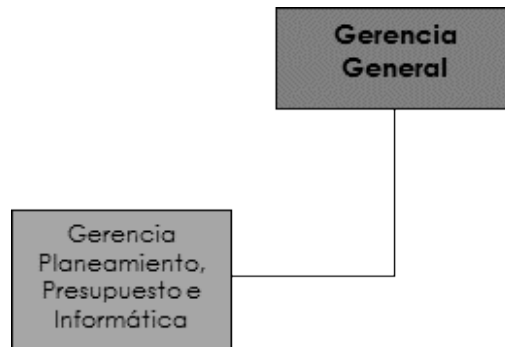 Gerencia
General
Gerencia
Planeamiento,
Presupuesto e
Informática